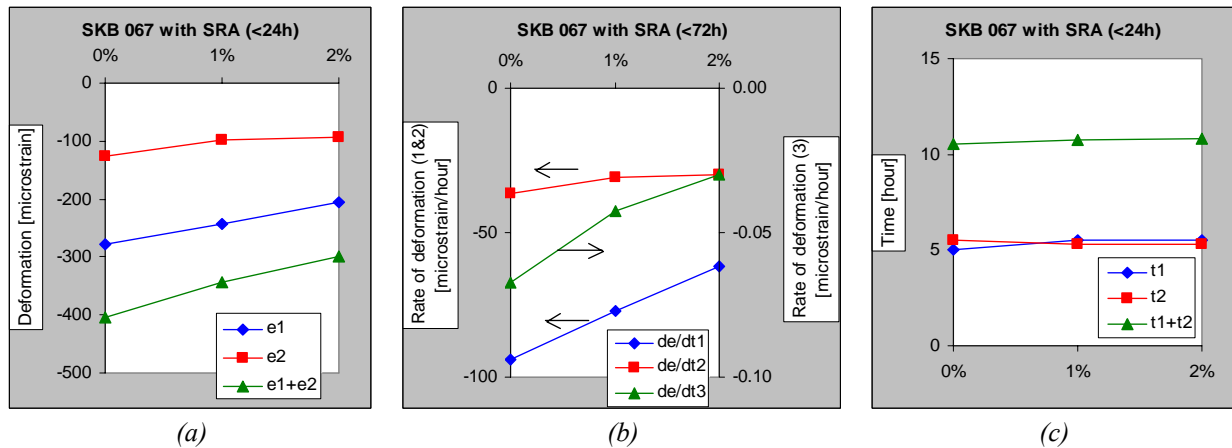 SKB 067 with SRA (<24h)
0% 1% 2%
0
-100
-200
-300
-400
-500
Deformation [microstrain]
e1
e2
e1+e2
(a)
SKB 067 with SRA (<72h)
0% 1% 2%
0
-50
-100
Rate of deformation (1&2)
[microstrain/hour]
0.00
-0.05
-0.10
Rate of deformation (3)
[microstrain/hour]
de/dt1
de/dt2
de/dt3
(b)
SKB 067 with SRA (<24h)
15
10
5
0
Time [hour]
t1
t2
t1+t2
0% 1% 2%
(c)